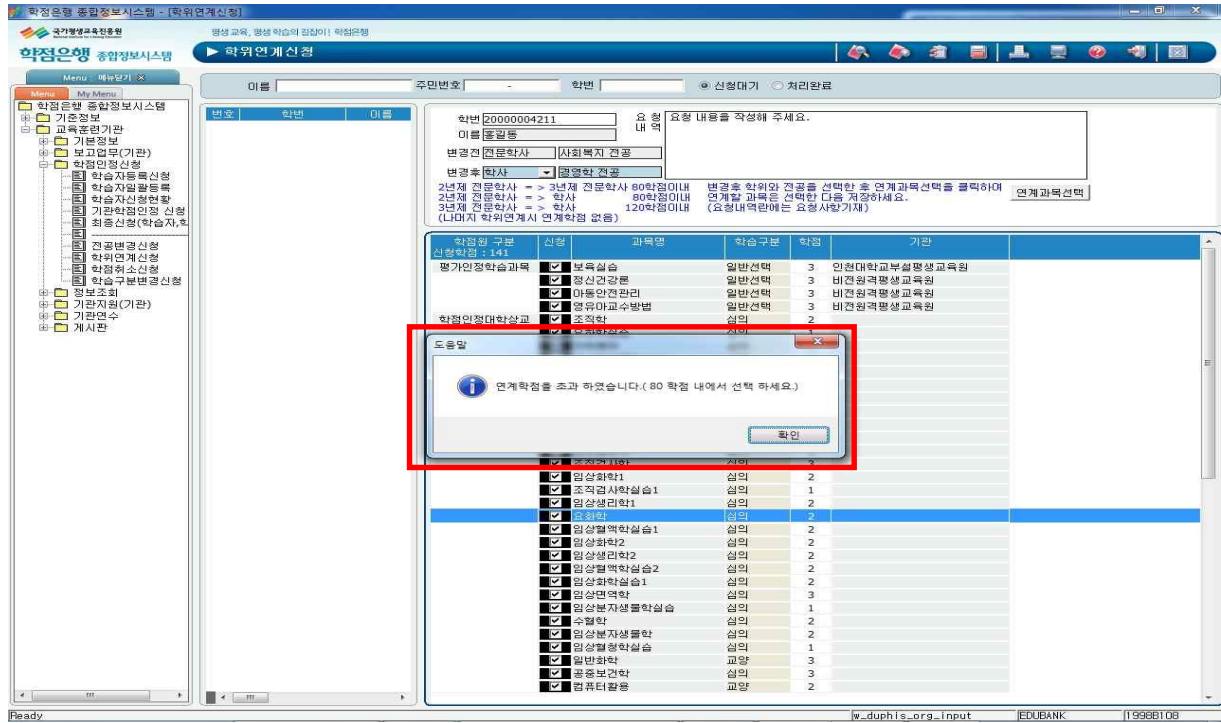 학점은행 종합정보시스템 - [학위연계신청]
국가평생교육진흥원
평생 교육, 평생 학습의 길잡이! 학점은행
학점은행 종합정보시스템
▶ 학위연계신청
Menu : 메뉴닫기
Menu My Menu
이름 주민번호 - 학번 신청대기 처리완료
학점은행 종합정보시스템
기준정보
교육훈련기관
기본정보
보고업무(기관)
학점인정신청
학습자등록신청
학습자일괄등록
학습자신청현황
기관학점인정 신청
최종신청(학습자,학
--------------------
전공변경신청
학위연계신청
학점취소신청
학습구분변경신청
정보조회
기관지원(기관)
기관연수
게시판
번호 학번 이름
학번 20000004211
이름 홍길동
변경전 전문학사 사회복지 전공
변경후 학사 경영학 전공
요 청 내 역
요청 내용을 작성해 주세요.
2년제 전문학사 = > 3년제 전문학사 80학점이내
2년제 전문학사 = > 학사 80학점이내
3년제 전문학사 = > 학사 120학점이내
(나머지 학위연계시 연계학점 없음)
변경후 학위와 전공을 선택한 후 연계과목선택을 클릭하여
연계할 과목은 선택한 다음 저장하세요.
(요청내역란에는 요청사항기재)
연계과목선택
학점원 구분 신청 과목명 학습구분 학점 기관
신청학점 : 141
평가인정학습과목 보육실습 일반선택 3 인천대학교부설평생교육원
정신건강론 일반선택 3 비전원격평생교육원
아동안전관리 일반선택 3 비전원격평생교육원
영유아교수방법 일반선택 3 비전원격평생교육원
학점인정대학상교 조직학 심의 2
요화학실습 심의 1
도움말
연계학점을 초과 하였습니다.( 80 학점 내에서 선택 하세요.)
확인
조직검사학 심의 3
임상화학1 심의 2
조직검사학실습1 심의 1
임상생리학1 심의 2
요화학 심의 2
임상혈액학실습1 심의 2
임상화학2 심의 2
임상생리학2 심의 2
임상혈액학실습2 심의 2
임상화학실습1 심의 2
임상면역학 심의 3
임상분자생물학실습 심의 1
수혈학 심의 2
임상분자생물학 심의 2
임상혈청학실습 심의 1
일반화학 교양 3
공중보건학 심의 3
컴퓨터활용 교양 2
Ready
w_duphis_org_input EDUBANK 1998B108